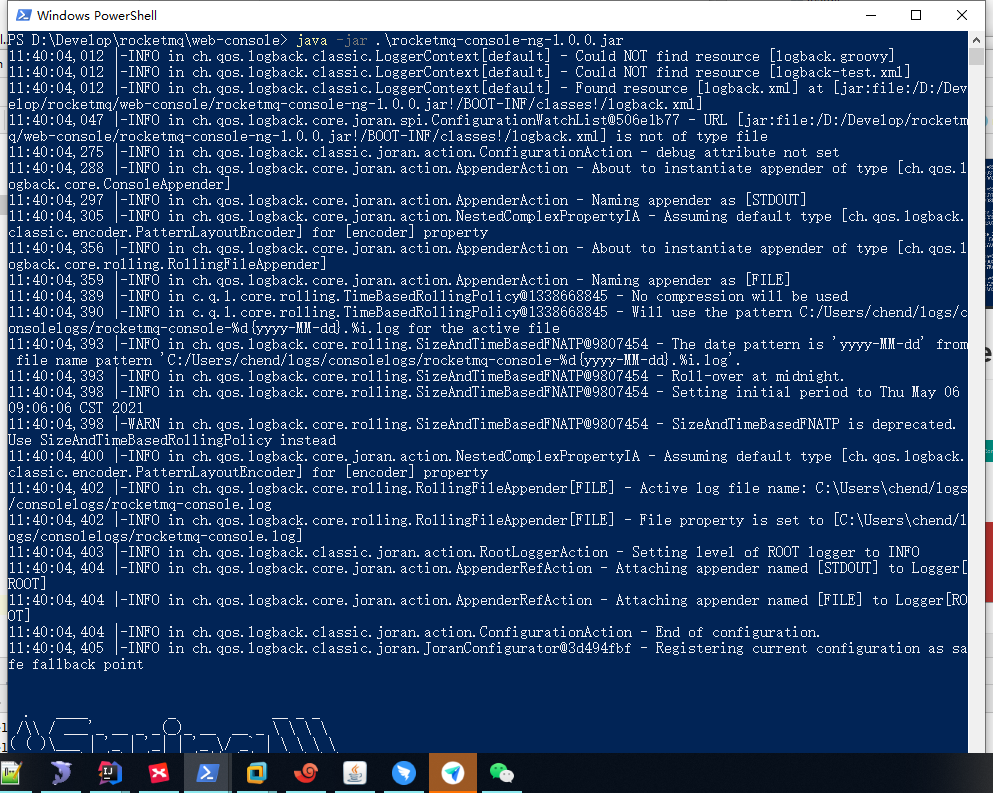 Windows PowerShell
PS D:\Develop\rocketmq\web-console> java -jar .\rocketmq-console-ng-1.0.0.jar
11:40:04,012 |-INFO in ch.qos.logback.classic.LoggerContext[default] - Could NOT find resource [logback.groovy]
11:40:04,012 |-INFO in ch.qos.logback.classic.LoggerContext[default] - Could NOT find resource [logback-test.xml]
11:40:04,012 |-INFO in ch.qos.logback.classic.LoggerContext[default] - Found resource [logback.xml] at [jar:file:/D:/Dev
elop/rocketmq/web-console/rocketmq-console-ng-1.0.0.jar!/BOOT-INF/classes!/logback.xml]
11:40:04,047 |-INFO in ch.qos.logback.core.joran.spi.ConfigurationWatchList@506e1b77 - URL [jar:file:/D:/Develop/rocketm
q/web-console/rocketmq-console-ng-1.0.0.jar!/BOOT-INF/classes!/logback.xml] is not of type file
11:40:04,275 |-INFO in ch.qos.logback.classic.joran.action.ConfigurationAction - debug attribute not set
11:40:04,288 |-INFO in ch.qos.logback.core.joran.action.AppenderAction - About to instantiate appender of type [ch.qos.l
ogback.core.ConsoleAppender]
11:40:04,297 |-INFO in ch.qos.logback.core.joran.action.AppenderAction - Naming appender as [STDOUT]
11:40:04,305 |-INFO in ch.qos.logback.core.joran.action.NestedComplexPropertyIA - Assuming default type [ch.qos.logback.
classic.encoder.PatternLayoutEncoder] for [encoder] property
11:40:04,356 |-INFO in ch.qos.logback.core.joran.action.AppenderAction - About to instantiate appender of type [ch.qos.l
ogback.core.rolling.RollingFileAppender]
11:40:04,359 |-INFO in ch.qos.logback.core.joran.action.AppenderAction - Naming appender as [FILE]
11:40:04,389 |-INFO in c.q.l.core.rolling.TimeBasedRollingPolicy@1338668845 - No compression will be used
11:40:04,390 |-INFO in c.q.l.core.rolling.TimeBasedRollingPolicy@1338668845 - Will use the pattern C:/Users/chend/logs/c
onsolelogs/rocketmq-console-%d{yyyy-MM-dd}.%i.log for the active file
11:40:04,393 |-INFO in ch.qos.logback.core.rolling.SizeAndTimeBasedFNATP@9807454 - The date pattern is 'yyyy-MM-dd' from
file name pattern 'C:/Users/chend/logs/consolelogs/rocketmq-console-%d{yyyy-MM-dd}.%i.log'.
11:40:04,393 |-INFO in ch.qos.logback.core.rolling.SizeAndTimeBasedFNATP@9807454 - Roll-over at midnight.
11:40:04,398 |-INFO in ch.qos.logback.core.rolling.SizeAndTimeBasedFNATP@9807454 - Setting initial period to Thu May 06
09:06:06 CST 2021
11:40:04,398 |-WARN in ch.qos.logback.core.rolling.SizeAndTimeBasedFNATP@9807454 - SizeAndTimeBasedFNATP is deprecated.
Use SizeAndTimeBasedRollingPolicy instead
11:40:04,400 |-INFO in ch.qos.logback.core.joran.action.NestedComplexPropertyIA - Assuming default type [ch.qos.logback.
classic.encoder.PatternLayoutEncoder] for [encoder] property
11:40:04,402 |-INFO in ch.qos.logback.core.rolling.RollingFileAppender[FILE] - Active log file name: C:\Users\chend/logs
/consolelogs/rocketmq-console.log
11:40:04,402 |-INFO in ch.qos.logback.core.rolling.RollingFileAppender[FILE] - File property is set to [C:\Users\chend/l
ogs/consolelogs/rocketmq-console.log]
11:40:04,403 |-INFO in ch.qos.logback.classic.joran.action.RootLoggerAction - Setting level of ROOT logger to INFO
11:40:04,404 |-INFO in ch.qos.logback.core.joran.action.AppenderRefAction - Attaching appender named [STDOUT] to Logger[
ROOT]
11:40:04,404 |-INFO in ch.qos.logback.core.joran.action.AppenderRefAction - Attaching appender named [FILE] to Logger[RO
OT]
11:40:04,404 |-INFO in ch.qos.logback.classic.joran.action.ConfigurationAction - End of configuration.
11:40:04,405 |-INFO in ch.qos.logback.classic.joran.JoranConfigurator@3d494fbf - Registering current configuration as sa
fe fallback point